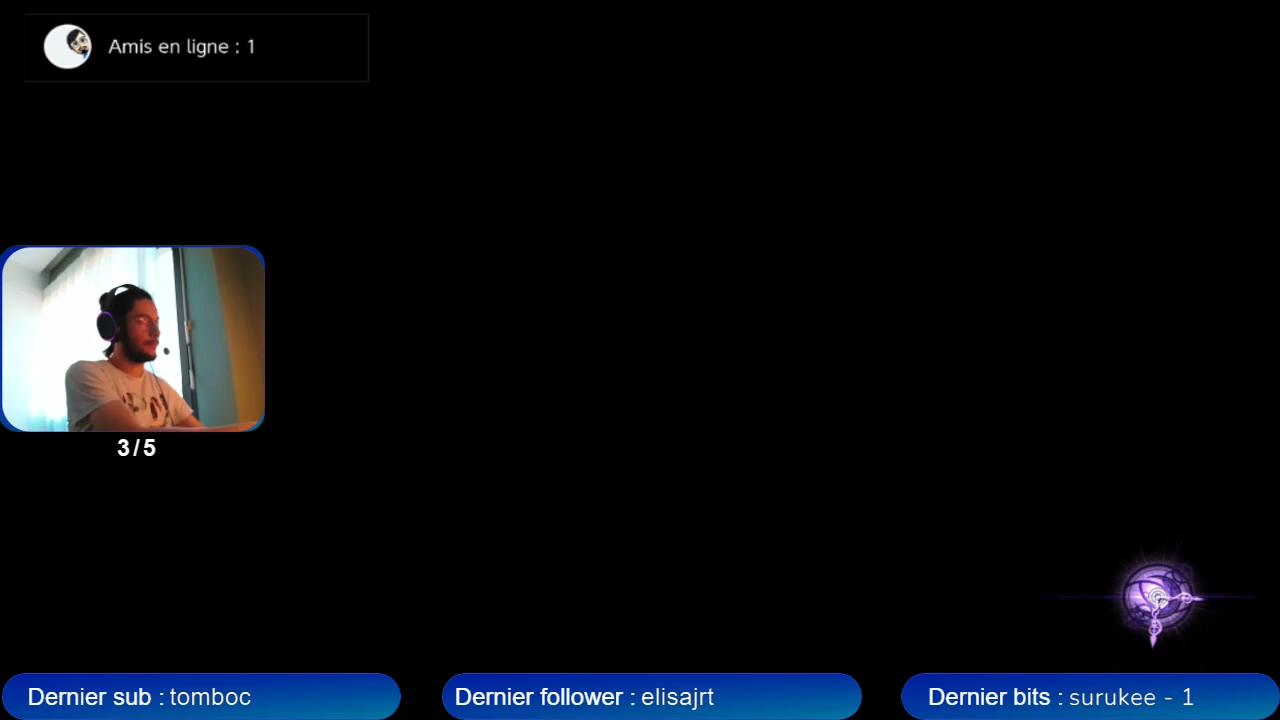 Amis en ligne : 1
3/5
Dernier sub : tomboc
Dernier follower : elisajrt
Dernier bits : surukee - 1